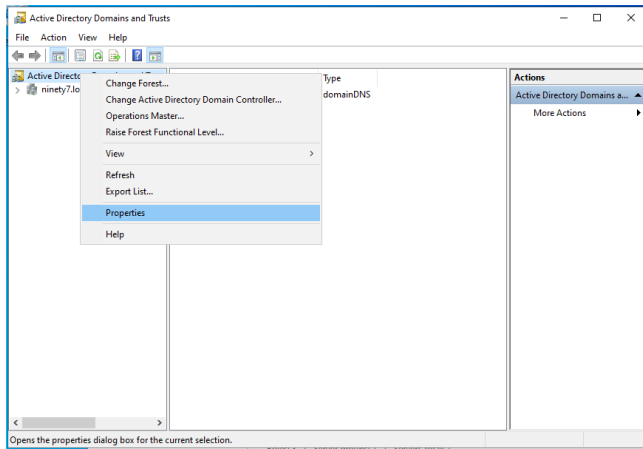 Active Directory Domains and Trusts
File Action View Help
Active Directo
ninety7.lo
Type
domainDNS
Change Forest...
Change Active Directory Domain Controller...
Operations Master...
Raise Forest Functional Level...
View
Refresh
Export List...
Properties
Help
Actions
Active Directory Domains a...
More Actions
Opens the properties dialog box for the current selection.